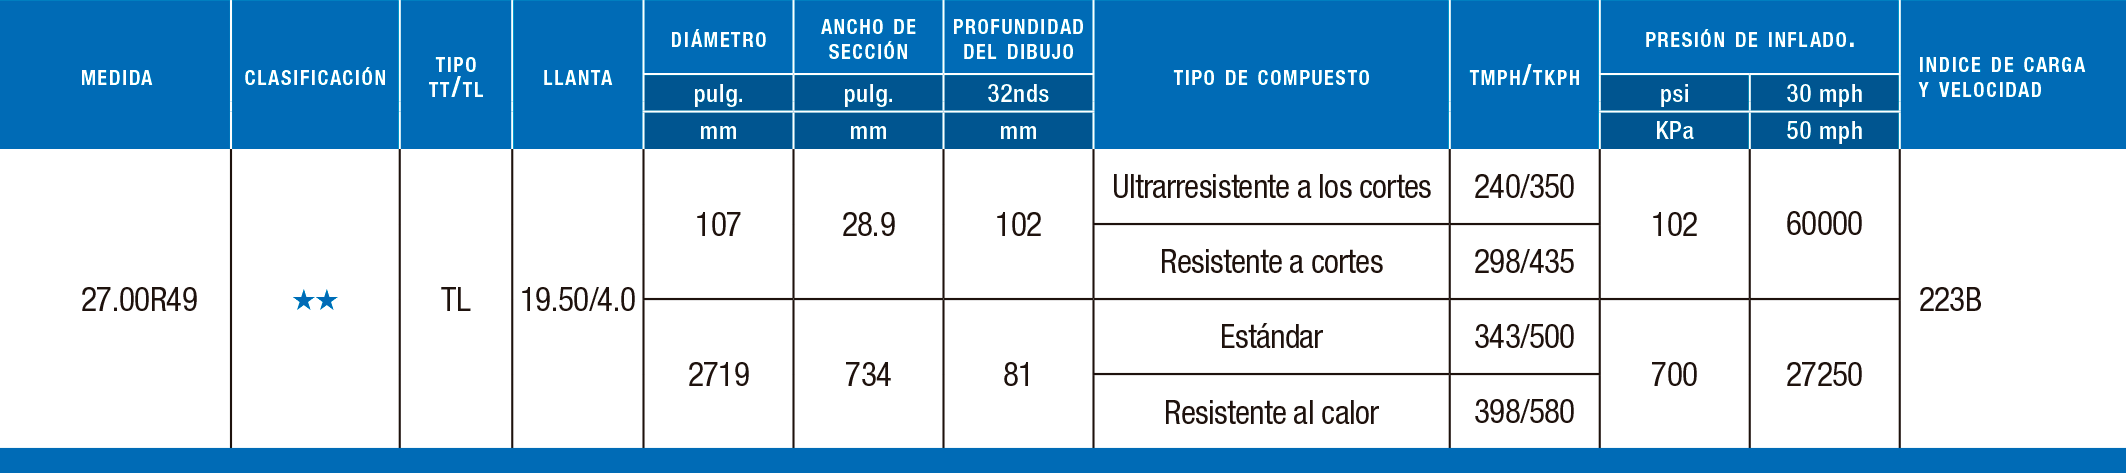 MEDIDA
CLASIFICACIÓN
TIPO
TT/TL
LLANTA
DIÁMETRO
pulg.
mm
ANCHO DE
SECCIÓN
pulg.
mm
PROFUNDIDAD
DEL DIBUJO
32nds
mm
TIPO DE COMPUESTO
TMPH/TKPH
PRESIÓN DE INFLADO.
psi
30 mph
KPa
50 mph
INDICE DE CARGA
Y VELOCIDAD
27.00R49
★★
TL
19.50/4.0
107
28.9
102
2719
734
81
Ultrarresistente a los cortes
240/350
Resistente a cortes
298/435
Estándar
343/500
Resistente al calor
398/580
102
60000
700
27250
223B